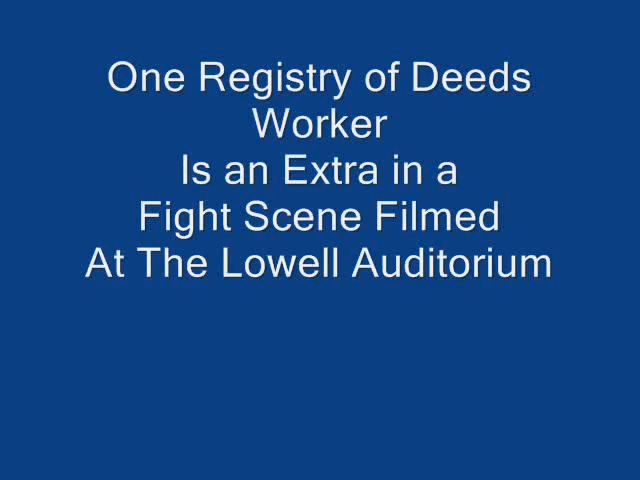 One Registry of Deeds
Worker
Is an Extra in a
Fight Scene Filmed
At The Lowell Auditorium